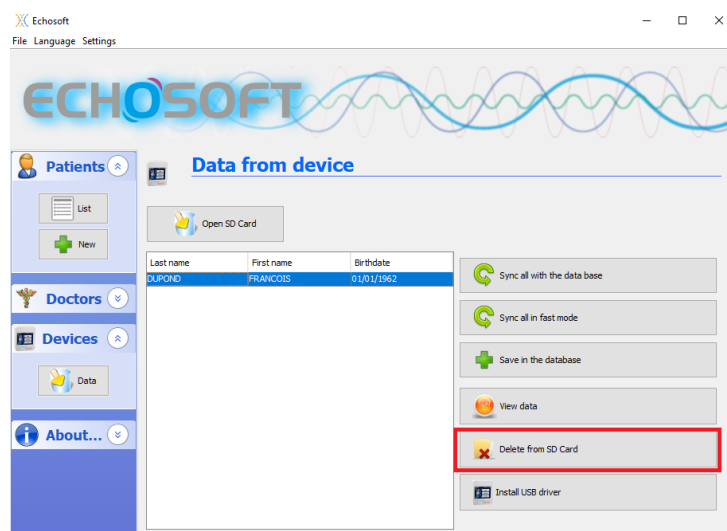 Echosoft
File Language Settings
ECHOSOFT
Patients
List
New
Doctors
Devices
Data
About...
Data from device
Open SD Card
Last name First name Birthdate
DUPOND FRANCOIS 01/01/1962
Sync all with the data base
Sync all in fast mode
Save in the database
View data
Delete from SD Card
Install USB driver